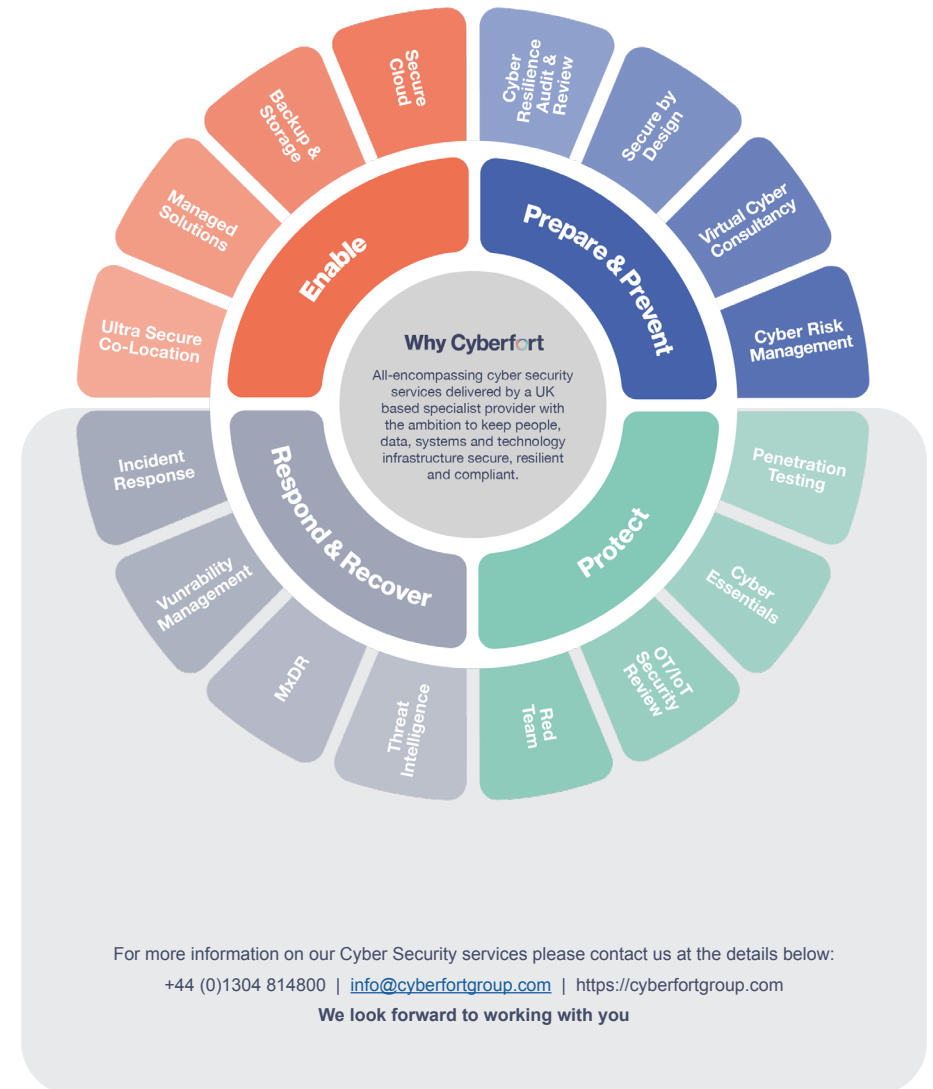 Secure
Cloud
Cyber
Resilience
Audit &
Review
Backup &
Storage
Secure by
Design
Managed
Solutions
Virtual Cyber
Consultancy
Ultra Secure
Co-Location
Cyber Risk
Management
Enable
Prepare & Prevent
Why Cyberfort
All-encompassing cyber security
services delivered by a UK
based specialist provider with
the ambition to keep people,
data, systems and technology
infrastructure secure, resilient
and compliant.
Respond & Recover
Protect
Incident
Response
Penetration
Testing
Vunrability
Management
Cyber
Essentials
MxDR
OT/IoT
Security
Review
Threat
Intelligence
Red
Team
For more information on our Cyber Security services please contact us at the details below:
+44 (0)1304 814800 | info@cyberfortgroup.com | https://cyberfortgroup.com
We look forward to working with you